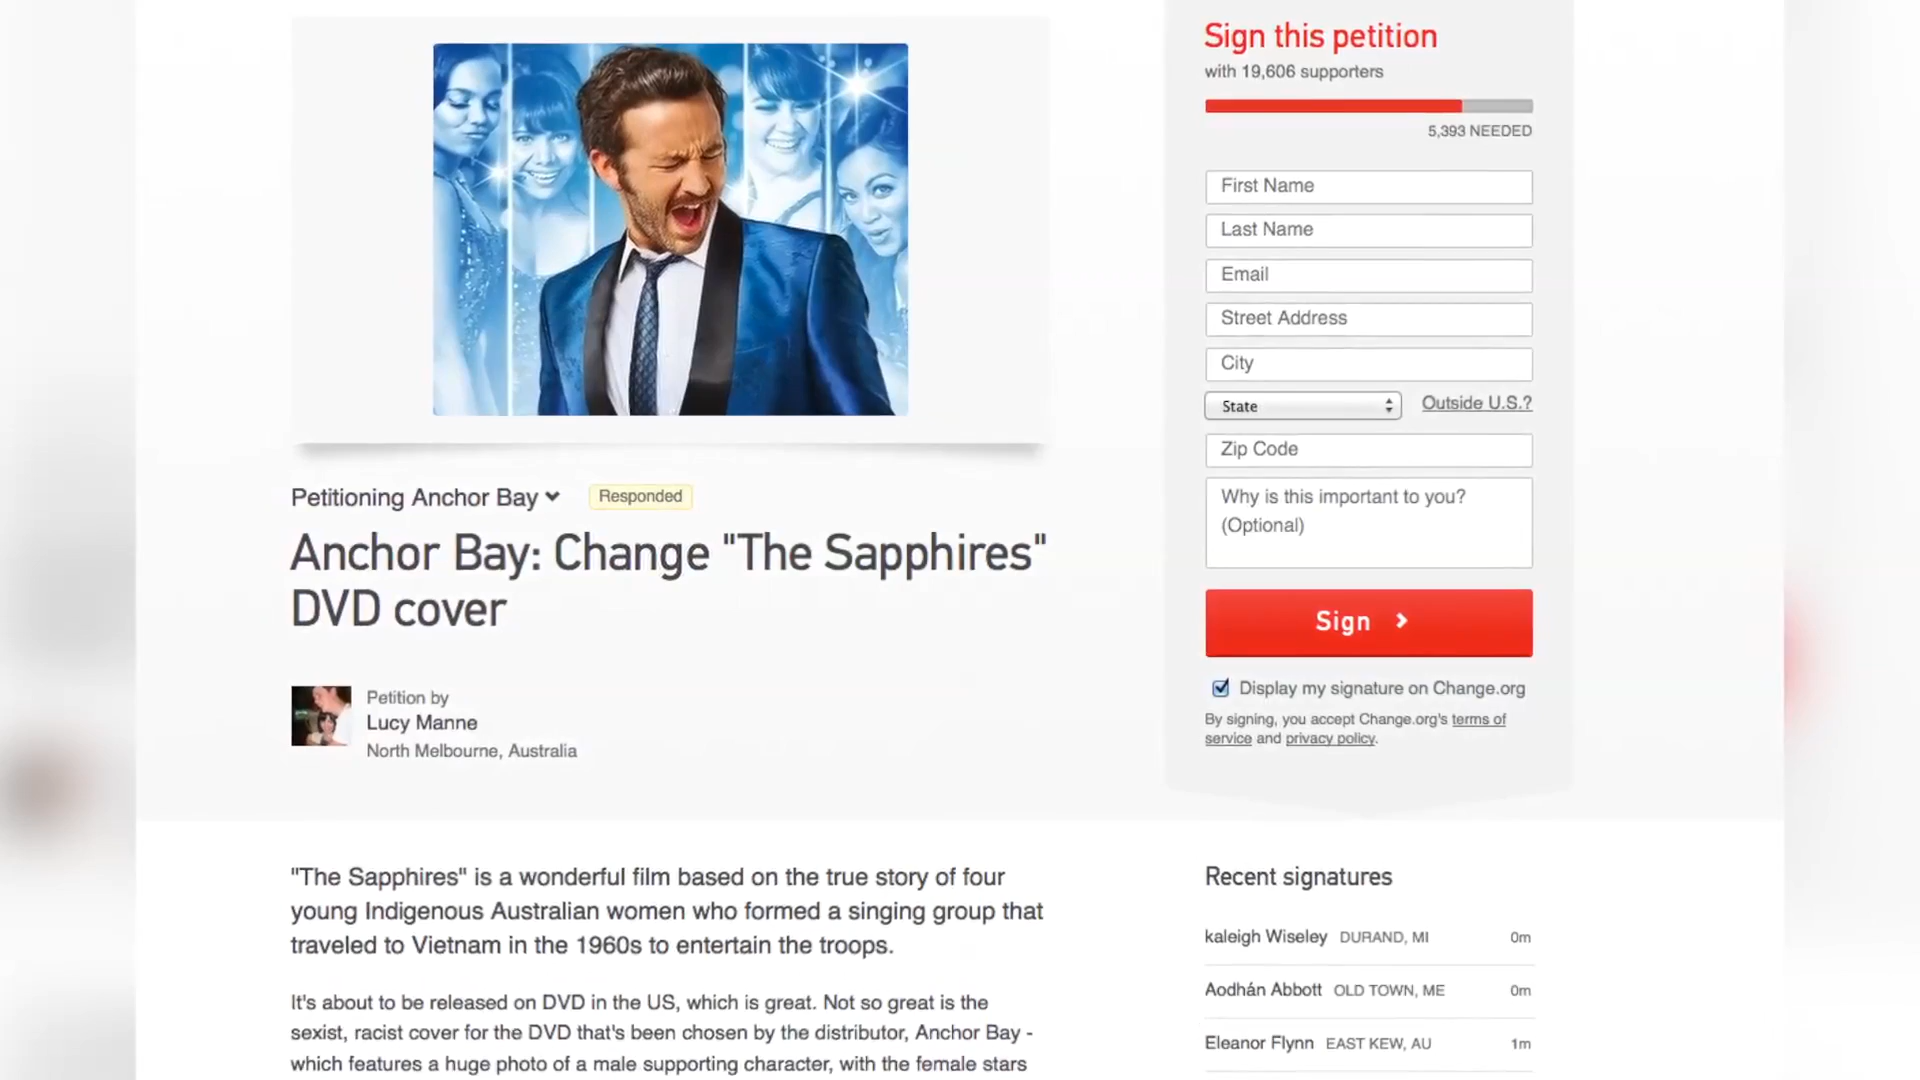 Sign this petition
with 19,606 supporters
5,393 NEEDED
First Name
Last Name
Email
Street Address
City
State
Outside U.S.?
Zip Code
Why is this important to you?
(Optional)
Sign
Display my signature on Change.org
By signing, you accept Change.org's terms of
service and privacy policy.
Petitioning Anchor Bay
Responded
Anchor Bay: Change "The Sapphires"
DVD cover
Petition by
Lucy Manne
North Melbourne, Australia
"The Sapphires" is a wonderful film based on the true story of four
young Indigenous Australian women who formed a singing group that
traveled to Vietnam in the 1960s to entertain the troops.
It's about to be released on DVD in the US, which is great. Not so great is the
sexist, racist cover for the DVD that's been chosen by the distributor, Anchor Bay -
which features a huge photo of a male supporting character, with the female stars
Recent signatures
kaleigh Wiseley DURAND, MI 0m
Aodhán Abbott OLD TOWN, ME 0m
Eleanor Flynn EAST KEW, AU 1m